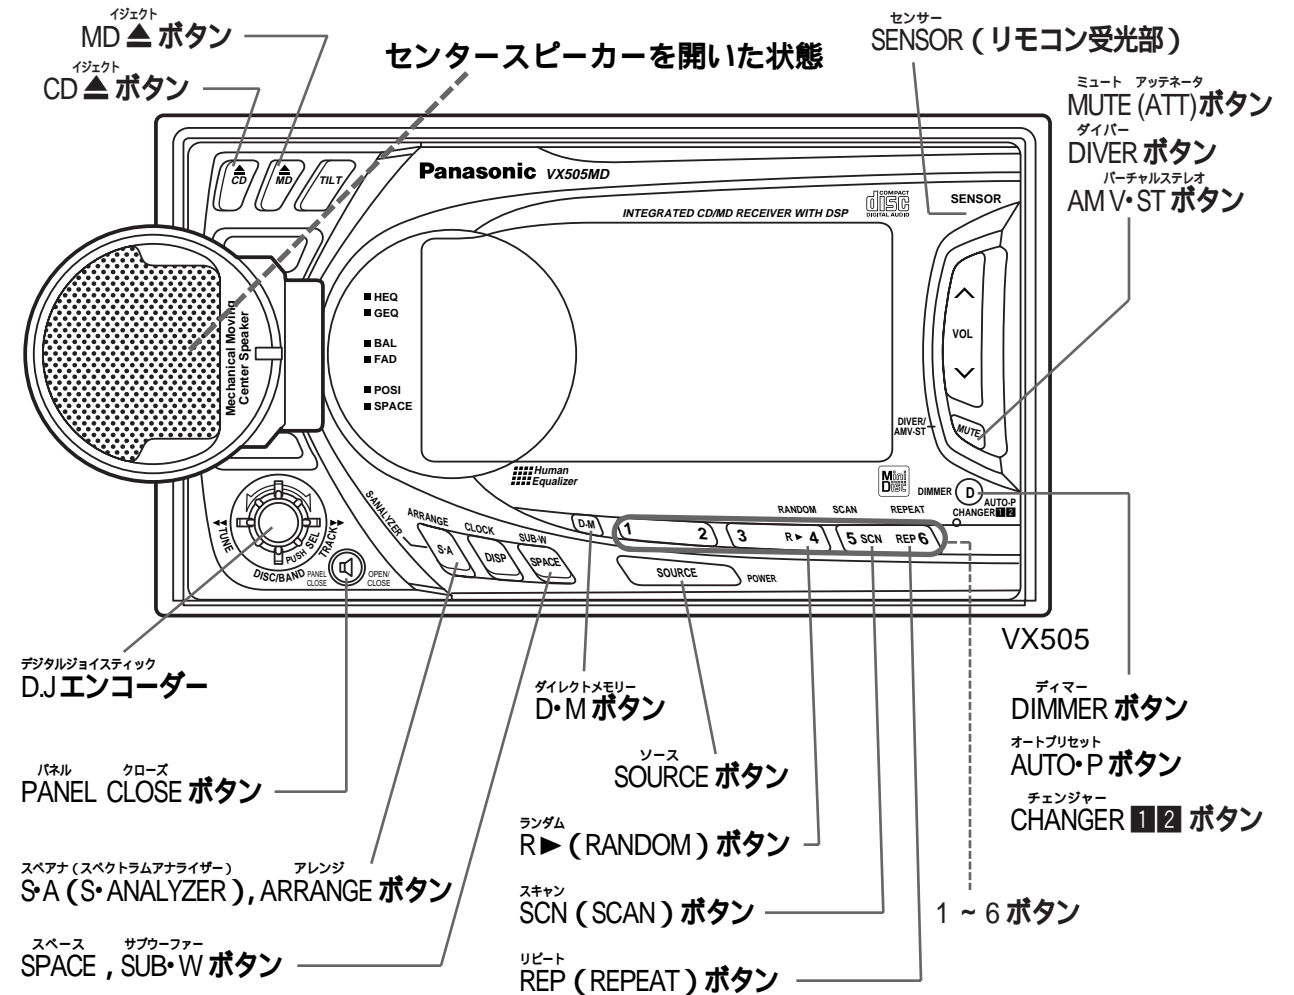 イジェクト
MD ⏏ ボタン
イジェクト
CD ⏏ ボタン
センタースピーカーを開いた状態
センサー
SENSOR（リモコン受光部）
ミュート アッテネータ
MUTE (ATT)ボタン
ダイバー
DIVER ボタン
バーチャルステレオ
AM V•ST ボタン
CD
MD
TILT
Panasonic VX505MD
INTEGRATED CD/MD RECEIVER WITH DSP
COMPACT
disc
DIGITAL AUDIO
SENSOR
Mechanical Moving
Center Speaker
■ HEQ
■ GEQ
■ BAL
■ FAD
■ POSI
■ SPACE
VOL
DIVER/
AMV·ST
MUTE
Human
Equalizer
Mini
Disc
DIMMER
D
AUTO·P
CHANGER 1 2
◀◀ TUNE
TRACK ▶▶
PUSH SEL
DISC/BAND
PANEL
CLOSE
OPEN/
CLOSE
S·ANALYZER
ARRANGE
CLOCK
SUB·W
S·A
DISP
SPACE
D·M
RANDOM
SCAN
REPEAT
1 2
3 R ▶ 4
5 SCN REP 6
SOURCE
POWER
VX505
デジタルジョイスティック
D.J エンコーダー
パネル クローズ
PANEL CLOSE ボタン
スペアナ（スペクトラムアナライザー） アレンジ
S•A（S•ANALYZER）, ARRANGE ボタン
スペース サブウーファー
SPACE , SUB•W ボタン
ダイレクトメモリー
D•M ボタン
ソース
SOURCE ボタン
ランダム
R ▶（RANDOM）ボタン
スキャン
SCN（SCAN）ボタン
リピート
REP（REPEAT）ボタン
1 ~ 6 ボタン
ディマー
DIMMER ボタン
オートプリセット
AUTO•P ボタン
チェンジャー
CHANGER 1 2 ボタン